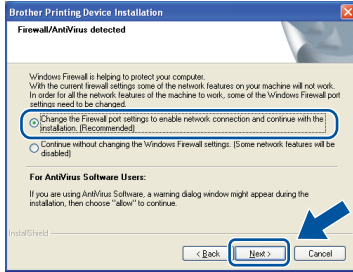 Brother Printing Device Installation
Firewall/AntiVirus detected
Windows Firewall is helping to protect your computer.
With the current firewall settings some of the network features on your machine will not work.
In order for all the network features of the machine to work, some of the Windows Firewall port
settings need to be changed.
Change the Firewall port settings to enable network connection and continue with the
installation. (Recommended)
Continue without changing the Windows Firewall settings. (Some network features will be
disabled)
For AntiVirus Software Users:
If you are using AntiVirus Software, a warning dialog window might appear during the
installation, then choose "allow" to continue.
InstallShield
< Back
Next >
Cancel